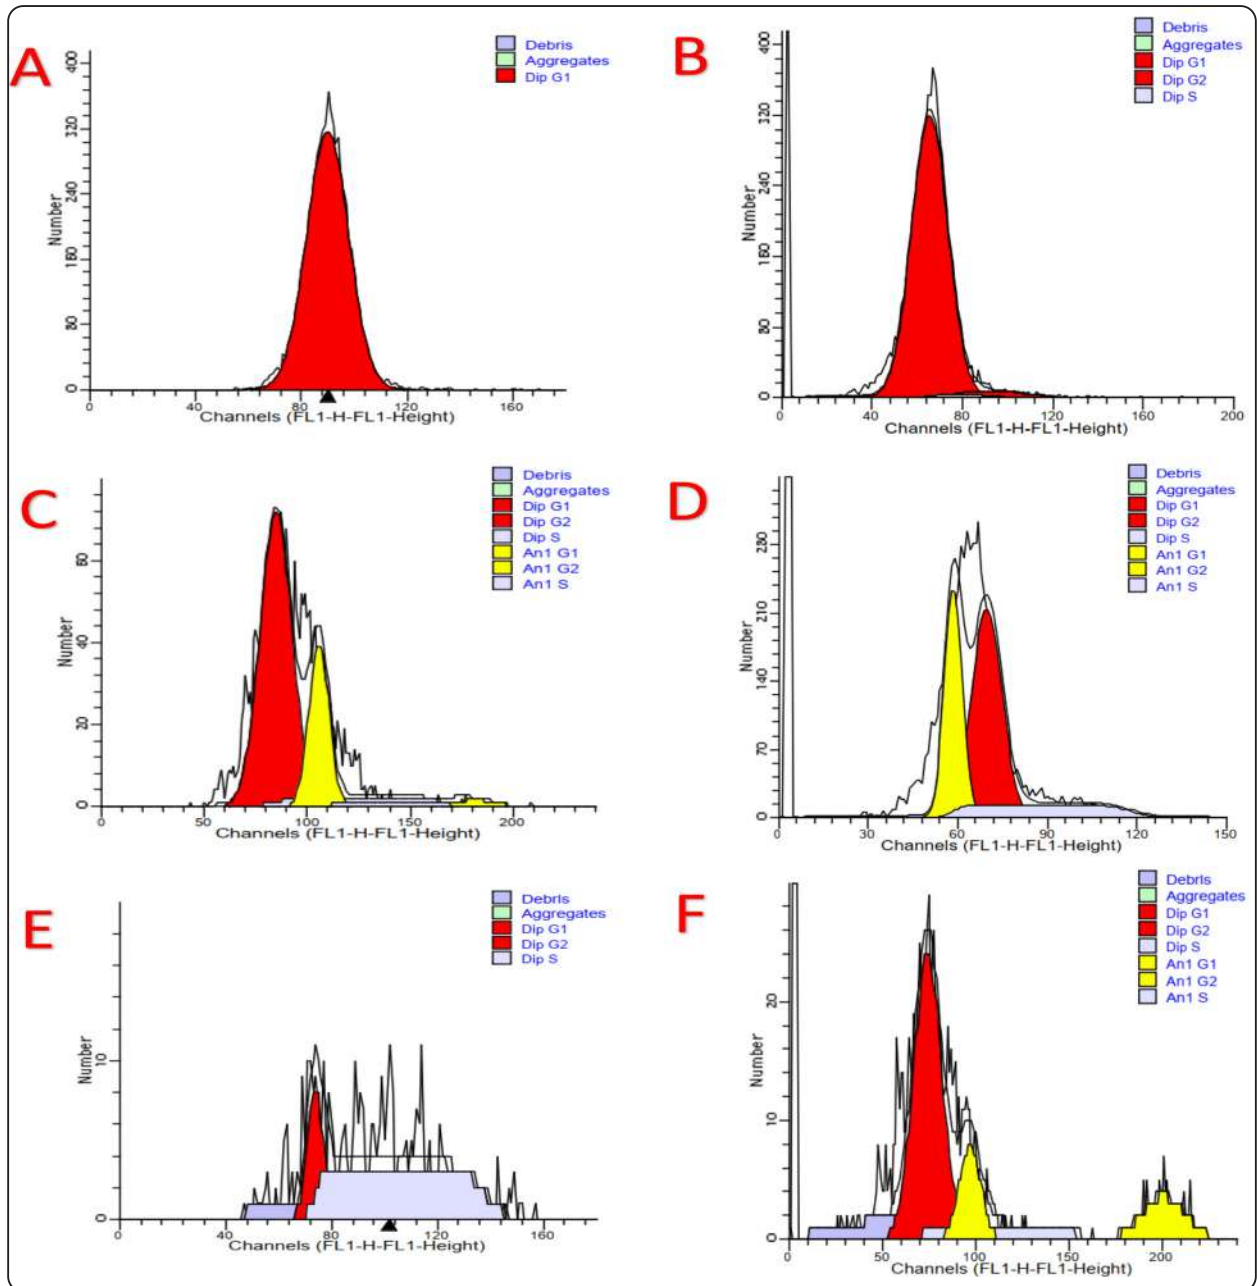 A
Debris
Aggregates
Dip G1
400
320
240
160
80
0
Number
0 40 80 120 160
Channels (FL1-H-FL1-Height)
B
Debris
Aggregates
Dip G1
Dip G2
Dip S
400
320
240
160
80
0
Number
0 40 80 120 160 200
Channels (FL1-H-FL1-Height)
C
Debris
Aggregates
Dip G1
Dip G2
Dip S
An1 G1
An1 G2
An1 S
60
40
20
0
Number
0 50 100 150 200
Channels (FL1-H-FL1-Height)
D
Debris
Aggregates
Dip G1
Dip G2
Dip S
An1 G1
An1 G2
An1 S
280
210
140
70
0
Number
0 30 60 90 120 150
Channels (FL1-H-FL1-Height)
E
Debris
Aggregates
Dip G1
Dip G2
Dip S
10
0
Number
0 40 80 120 160
Channels (FL1-H-FL1-Height)
F
Debris
Aggregates
Dip G1
Dip G2
Dip S
An1 G1
An1 G2
An1 S
20
10
0
Number
0 50 100 150 200
Channels (FL1-H-FL1-Height)